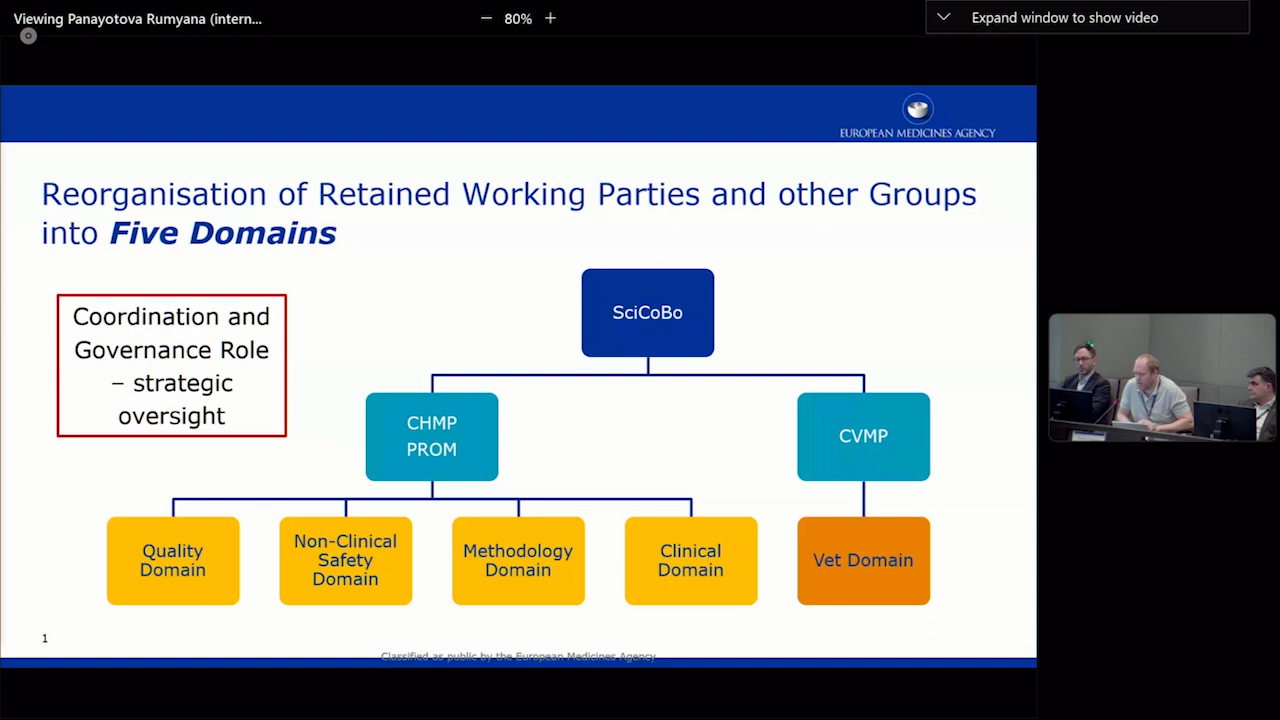 Viewing Panayotova Rumyana (intern...
80%
Expand window to show video
EUROPEAN MEDICINES AGENCY
Reorganisation of Retained Working Parties and other Groups
into Five Domains
Coordination and
Governance Role
– strategic
oversight
SciCoBo
CHMP
PROM
CVMP
Quality
Domain
Non-Clinical
Safety
Domain
Methodology
Domain
Clinical
Domain
Vet Domain
1
Classified as public by the European Medicines Agency